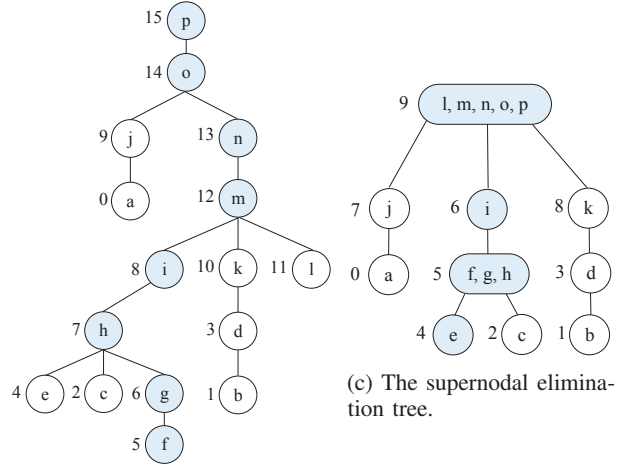 15 p
14 o
9 j 13 n
0 a 12 m
8 i 10 k 11 l
7 h 3 d
4 e 2 c 6 g 1 b
5 f
9 l, m, n, o, p
7 j 6 i 8 k
0 a 5 f, g, h 3 d
4 e 2 c 1 b
(c) The supernodal elimina-
tion tree.